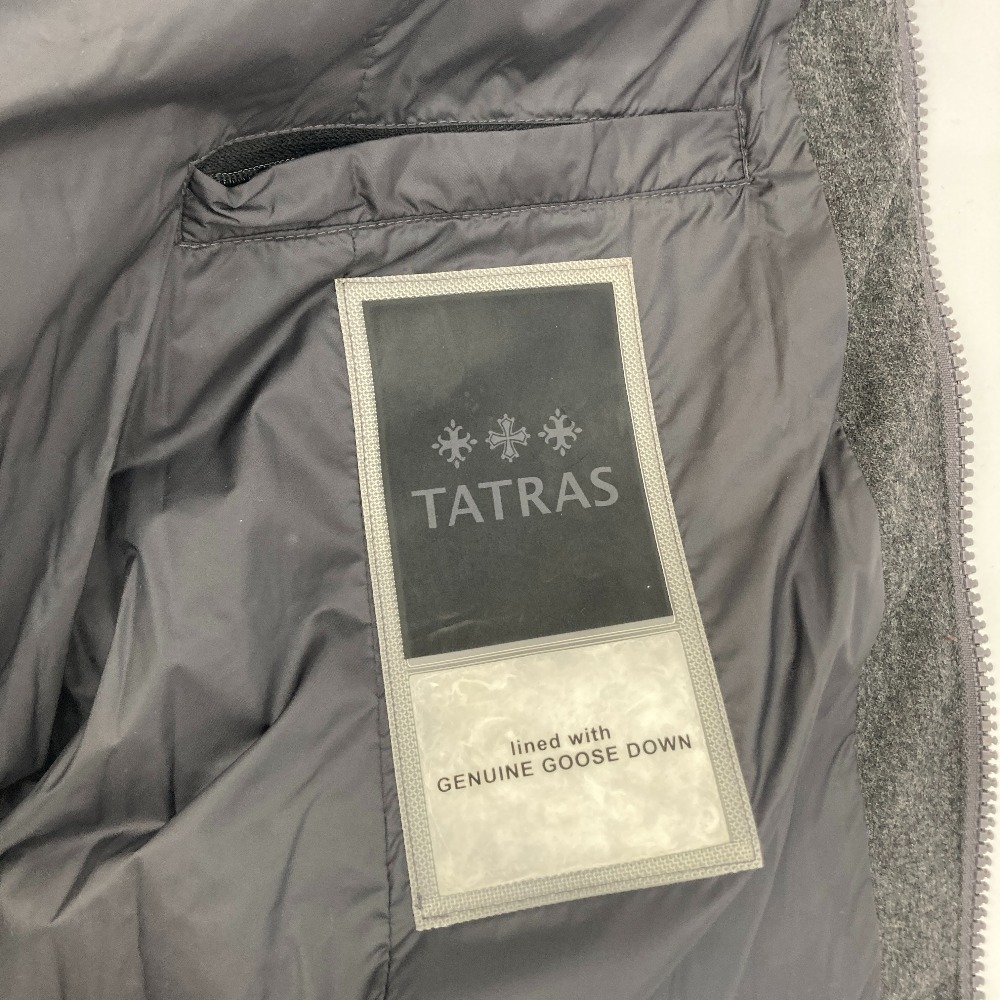 TATRAS
lined with
GENUINE GOOSE DOWN